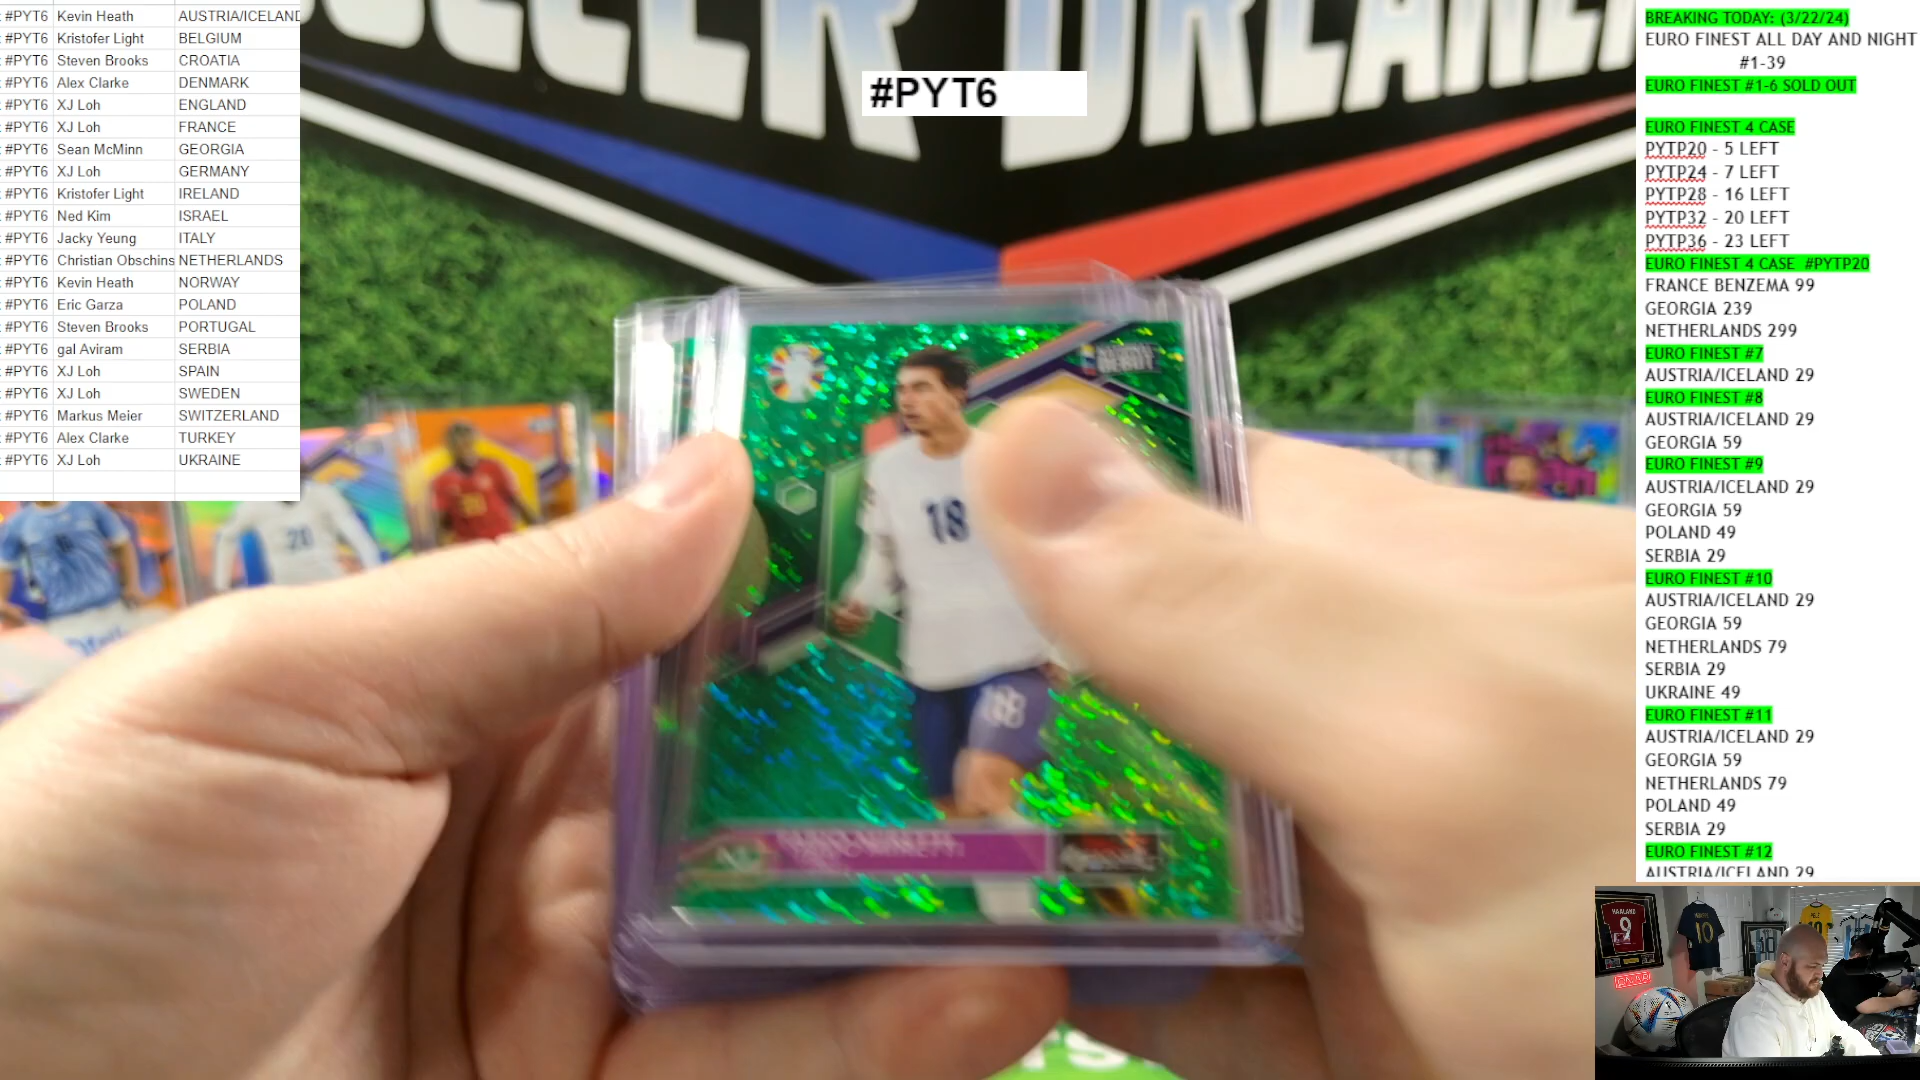 : #PYT6 Kevin Heath AUSTRIA/ICELAND
: #PYT6 Kristofer Light BELGIUM
: #PYT6 Steven Brooks CROATIA
: #PYT6 Alex Clarke DENMARK
: #PYT6 XJ Loh ENGLAND
: #PYT6 XJ Loh FRANCE
: #PYT6 Sean McMinn GEORGIA
: #PYT6 XJ Loh GERMANY
: #PYT6 Kristofer Light IRELAND
: #PYT6 Ned Kim ISRAEL
: #PYT6 Jacky Yeung ITALY
: #PYT6 Christian Obschins NETHERLANDS
: #PYT6 Kevin Heath NORWAY
: #PYT6 Eric Garza POLAND
: #PYT6 Steven Brooks PORTUGAL
: #PYT6 gal Aviram SERBIA
: #PYT6 XJ Loh SPAIN
: #PYT6 XJ Loh SWEDEN
: #PYT6 Markus Meier SWITZERLAND
: #PYT6 Alex Clarke TURKEY
: #PYT6 XJ Loh UKRAINE
#PYT6
18
18
20
BREAKING TODAY: (3/22/24)
EURO FINEST ALL DAY AND NIGHT
#1-39
EURO FINEST #1-6 SOLD OUT
EURO FINEST 4 CASE
PYTP20 - 5 LEFT
PYTP24 - 7 LEFT
PYTP28 - 16 LEFT
PYTP32 - 20 LEFT
PYTP36 - 23 LEFT
EURO FINEST 4 CASE #PYTP20
FRANCE BENZEMA 99
GEORGIA 239
NETHERLANDS 299
EURO FINEST #7
AUSTRIA/ICELAND 29
EURO FINEST #8
AUSTRIA/ICELAND 29
GEORGIA 59
EURO FINEST #9
AUSTRIA/ICELAND 29
GEORGIA 59
POLAND 49
SERBIA 29
EURO FINEST #10
AUSTRIA/ICELAND 29
GEORGIA 59
NETHERLANDS 79
SERBIA 29
UKRAINE 49
EURO FINEST #11
AUSTRIA/ICELAND 29
GEORGIA 59
NETHERLANDS 79
POLAND 49
SERBIA 29
EURO FINEST #12
AUSTRIA/ICELAND 29
HAALAND
9
10